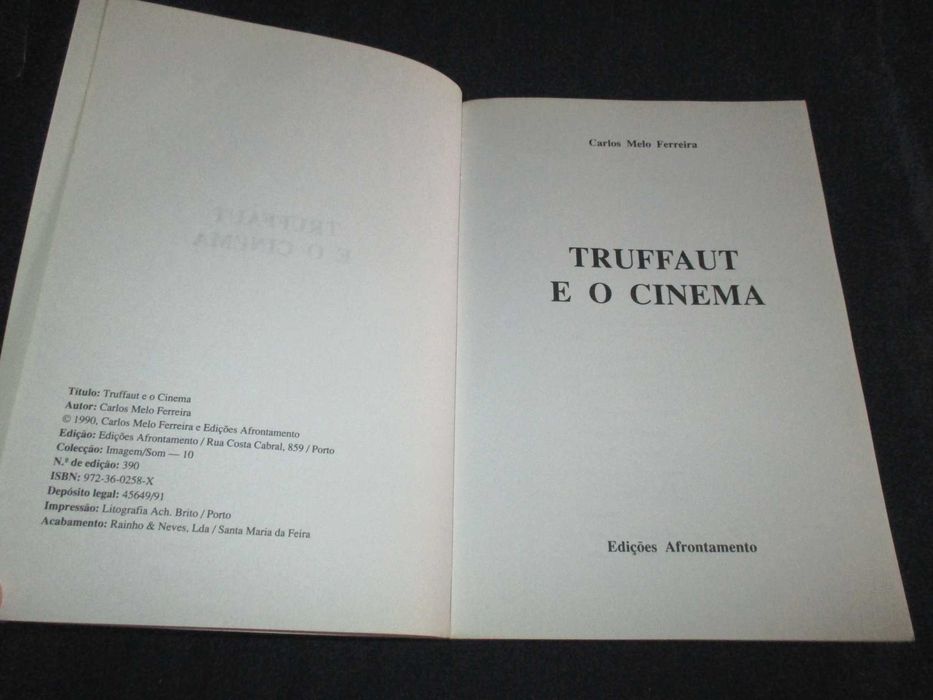 Título: Truffaut e o Cinema
Autor: Carlos Melo Ferreira
© 1990, Carlos Melo Ferreira e Edições Afrontamento
Edição: Edições Afrontamento / Rua Costa Cabral, 859 / Porto
Colecção: Imagem/Som — 10
N.º de edição: 390
ISBN: 972-36-0258-X
Depósito legal: 45649/91
Impressão: Litografia Ach. Brito / Porto
Acabamento: Rainho & Neves, Lda / Santa Maria da Feira
Carlos Melo Ferreira
TRUFFAUT
E O CINEMA
Edições Afrontamento